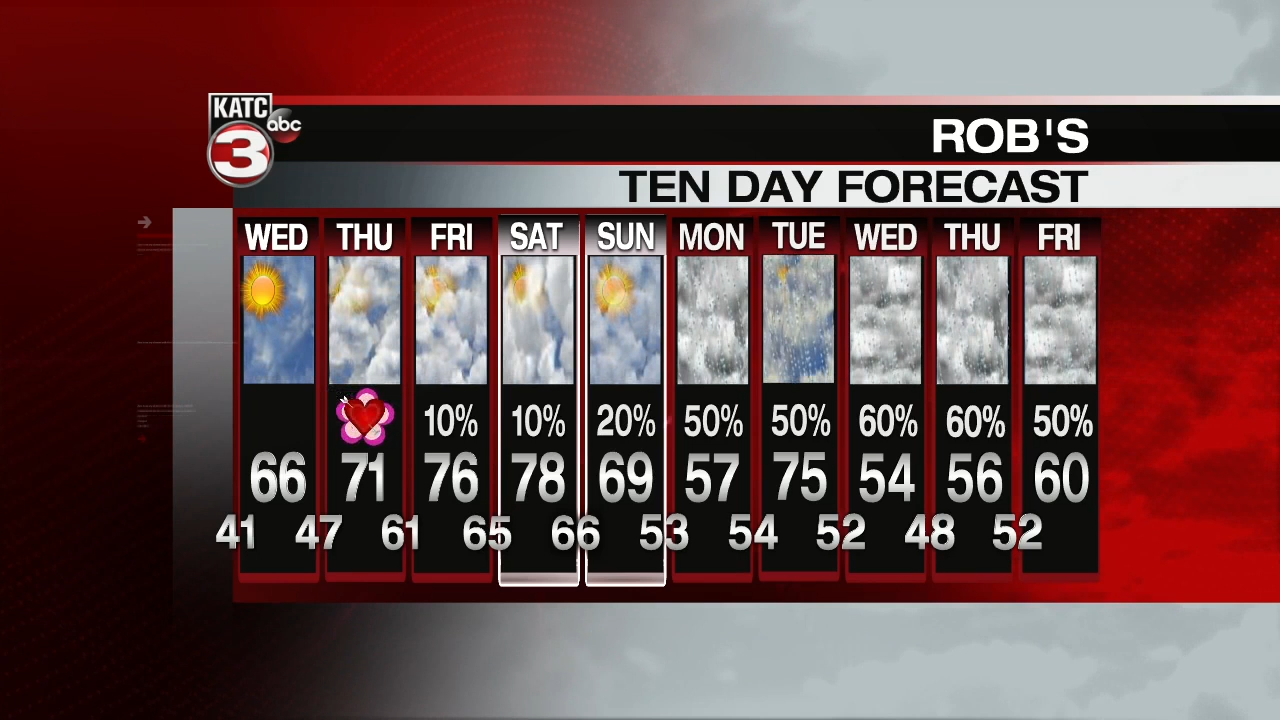 KATC
abc
3
ROB'S
TEN DAY FORECAST
WED THU FRI SAT SUN MON TUE WED THU FRI
10% 10% 20% 50% 50% 60% 60% 50%
66 71 76 78 69 57 75 54 56 60
41 47 61 65 66 53 54 52 48 52